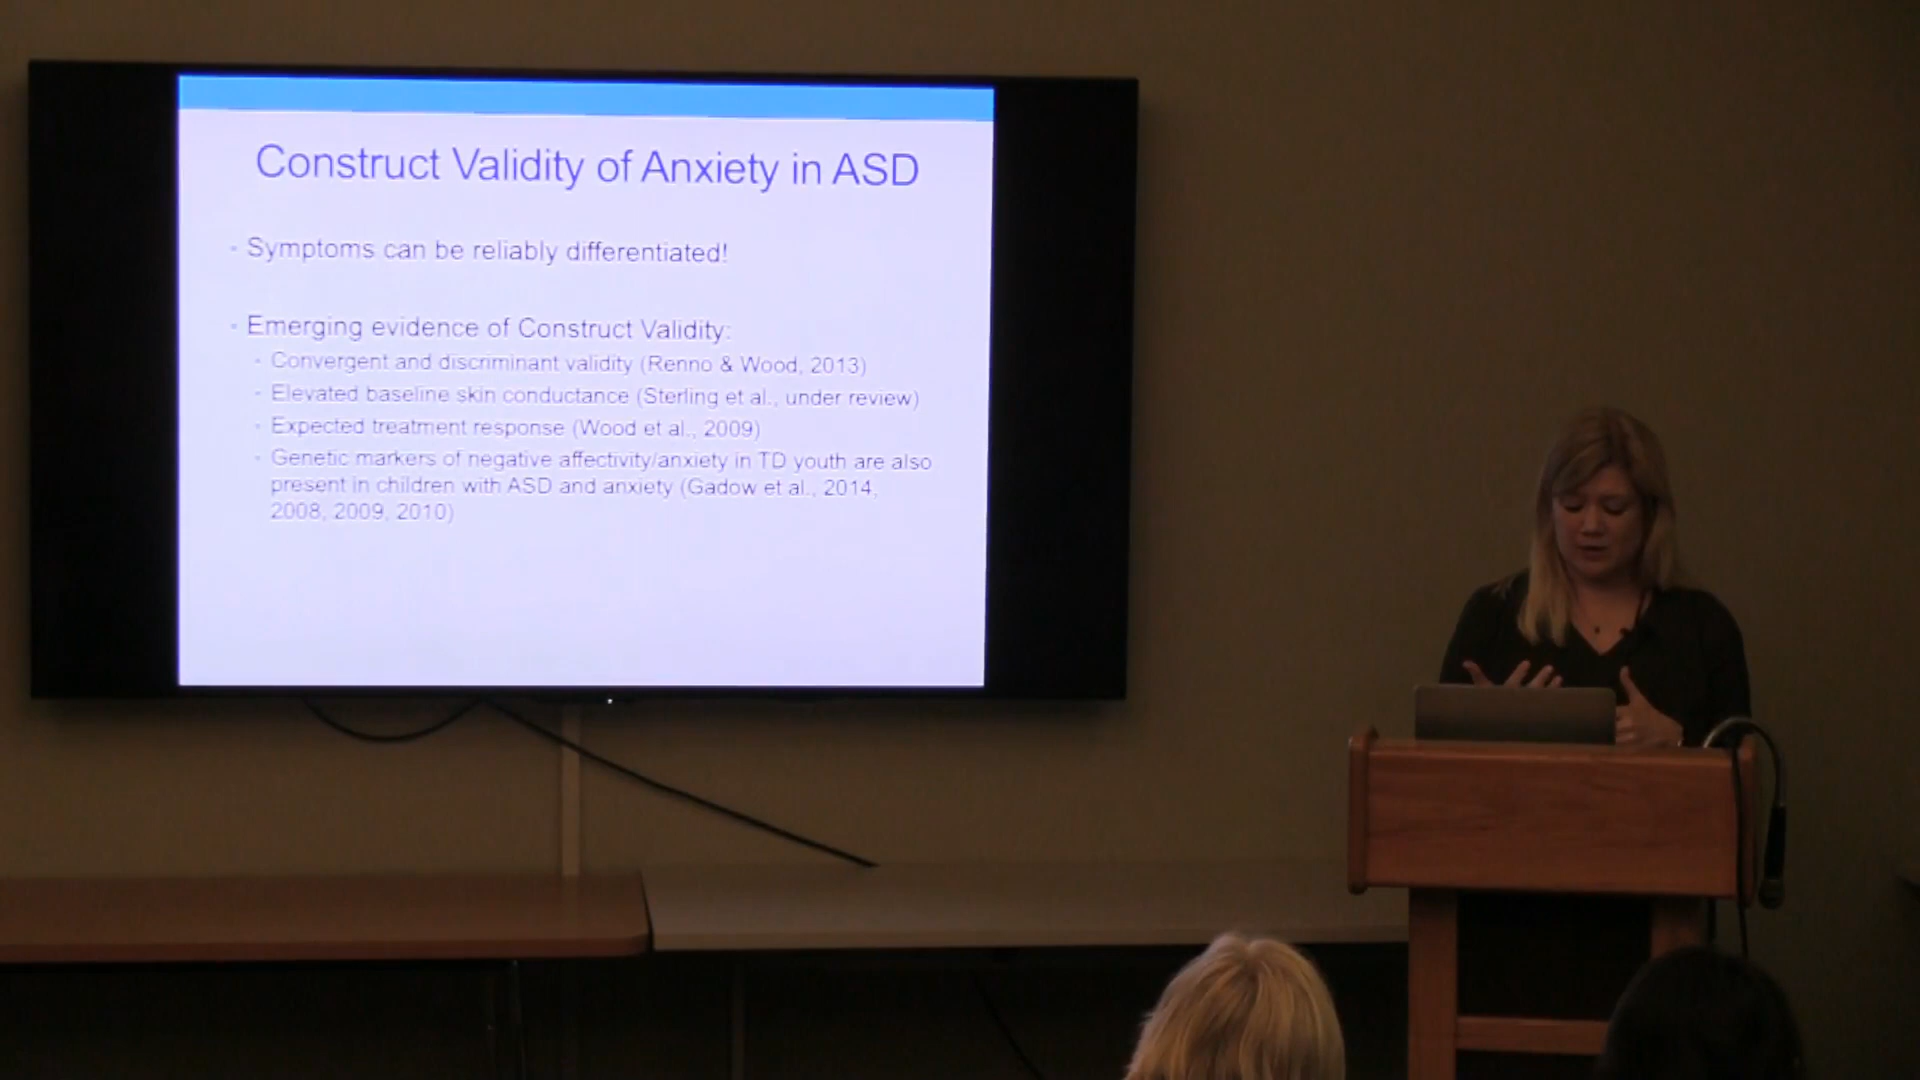 Construct Validity of Anxiety in ASD
Symptoms can be reliably differentiated!
Emerging evidence of Construct Validity:
Convergent and discriminant validity (Renno & Wood, 2013)
Elevated baseline skin conductance (Sterling et al., under review)
Expected treatment response (Wood et al., 2009)
Genetic markers of negative affectivity/anxiety in TD youth are also
present in children with ASD and anxiety (Gadow et al., 2014,
2008, 2009, 2010)